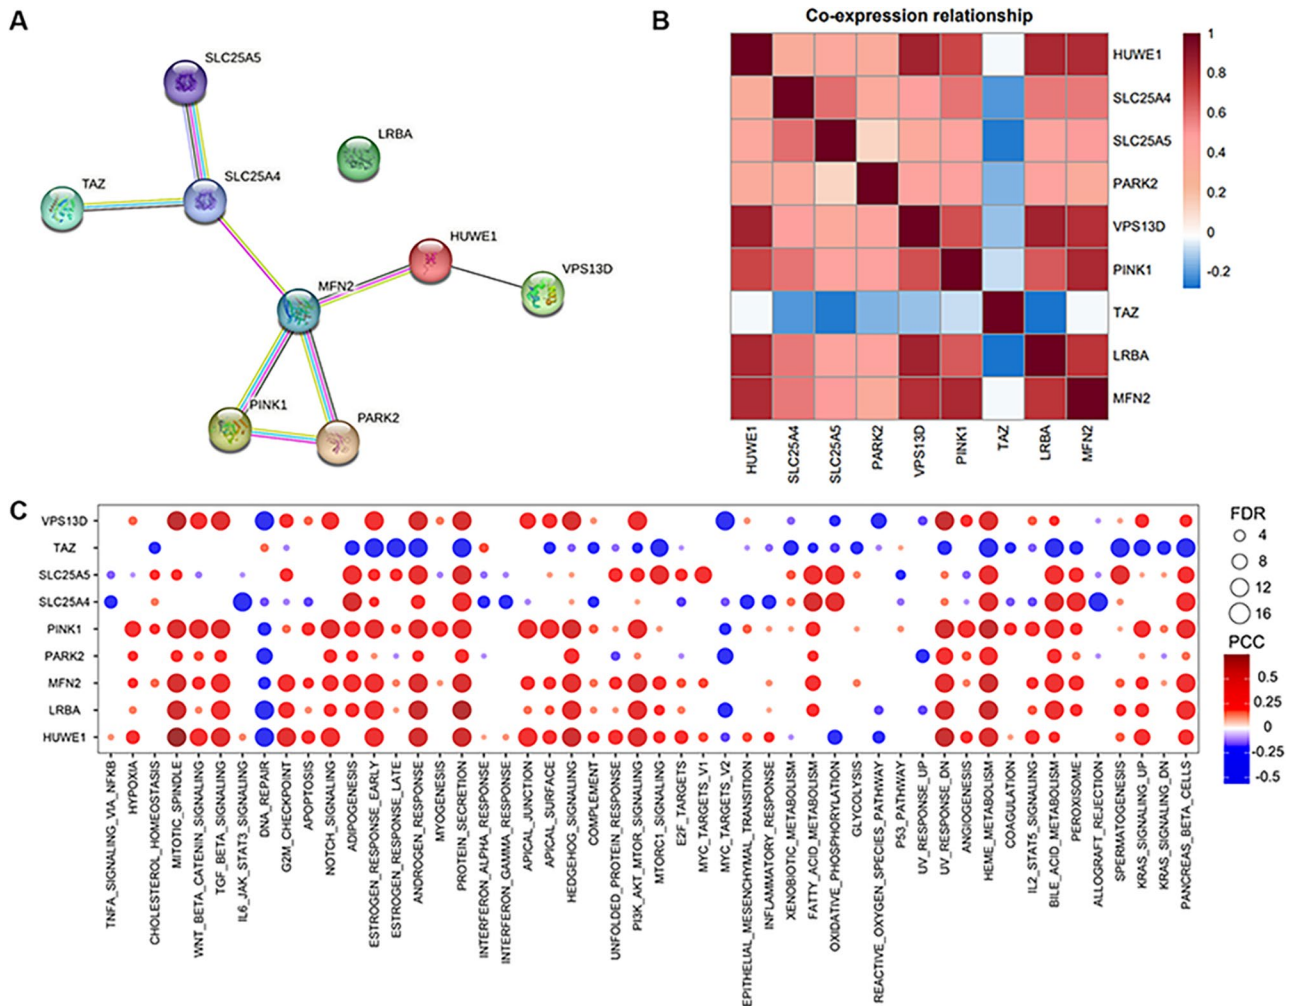 A
SLC25A5
LRBA
TAZ
SLC25A4
HUWE1
VPS13D
MFN2
PINK1
PARK2
B
Co-expression relationship
HUWE1
SLC25A4
SLC25A5
PARK2
VPS13D
PINK1
TAZ
LRBA
MFN2
HUWE1
SLC25A4
SLC25A5
PARK2
VPS13D
PINK1
TAZ
LRBA
MFN2
1
0.8
0.6
0.4
0.2
0
-0.2
C
VPS13D
TAZ
SLC25A5
SLC25A4
PINK1
PARK2
MFN2
LRBA
HUWE1
TNFA_SIGNALING_VIA_NFKB
HYPOXIA
CHOLESTEROL_HOMEOSTASIS
MITOTIC_SPINDLE
WNT_BETA_CATENIN_SIGNALING
TGF_BETA_SIGNALING
IL6_JAK_STAT3_SIGNALING
DNA_REPAIR
G2M_CHECKPOINT
APOPTOSIS
NOTCH_SIGNALING
ADIPOGENESIS
ESTROGEN_RESPONSE_EARLY
ESTROGEN_RESPONSE_LATE
ANDROGEN_RESPONSE
MYOGENESIS
PROTEIN_SECRETION
INTERFERON_ALPHA_RESPONSE
INTERFERON_GAMMA_RESPONSE
APICAL_JUNCTION
APICAL_SURFACE
HEDGEHOG_SIGNALING
COMPLEMENT
UNFOLDED_PROTEIN_RESPONSE
PI3K_AKT_MTOR_SIGNALING
MTORC1_SIGNALING
E2F_TARGETS
MYC_TARGETS_V1
MYC_TARGETS_V2
EPITHELIAL_MESENCHYMAL_TRANSITION
INFLAMMATORY_RESPONSE
XENOBIOTIC_METABOLISM
FATTY_ACID_METABOLISM
OXIDATIVE_PHOSPHORYLATION
GLYCOLYSIS
REACTIVE_OXYGEN_SPECIES_PATHWAY
P53_PATHWAY
UV_RESPONSE_UP
UV_RESPONSE_DN
ANGIOGENESIS
HEME_METABOLISM
COAGULATION
IL2_STAT5_SIGNALING
BILE_ACID_METABOLISM
PEROXISOME
ALLOGRAFT_REJECTION
SPERMATOGENESIS
KRAS_SIGNALING_UP
KRAS_SIGNALING_DN
PANCREAS_BETA_CELLS
FDR
4
8
12
16
PCC
0.5
0.25
0
-0.25
-0.5